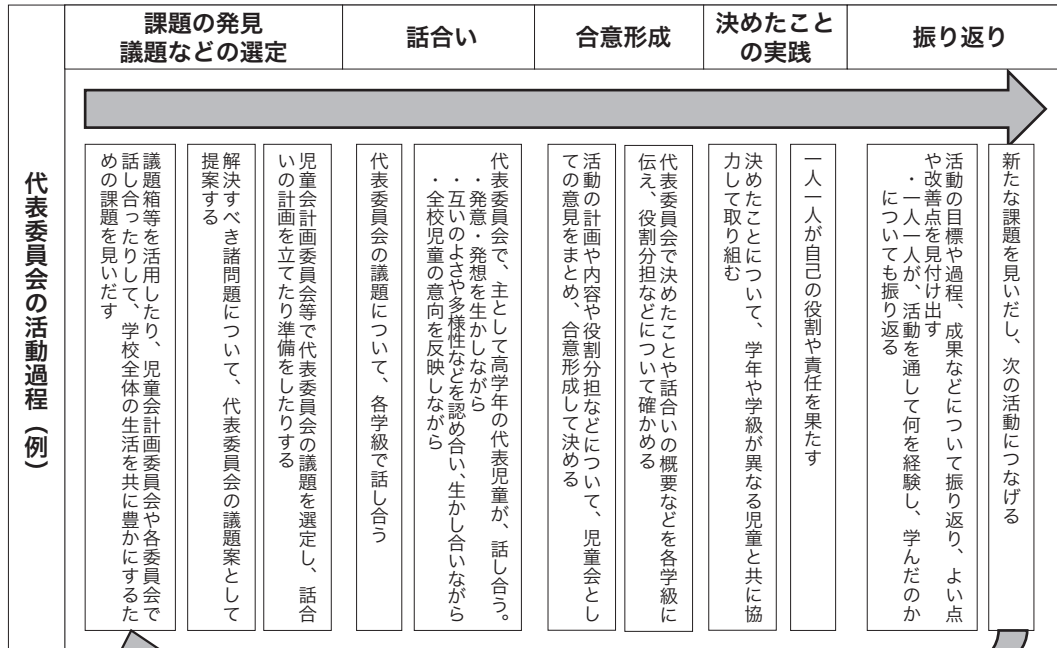 課題の発見
議題などの選定
話合い
合意形成
決めたこと
の実践
振り返り
代表委員会の活動過程（例）
議題箱等を活用したり、児童会計画委員会や各委員会で
話し合ったりして、学校全体の生活を共に豊かにするた
めの課題を見いだす
解決すべき諸問題について、代表委員会の議題案として
提案する
児童会計画委員会等で代表委員会の議題を選定し、話合
いの計画を立てたり準備をしたりする
代表委員会の議題について、各学級で話し合う
代表委員会で、主として高学年の代表児童が、話し合う。
・発意・発想を生かしながら
・互いのよさや多様性などを認め合い、生かし合いながら
・全校児童の意向を反映しながら
活動の計画や内容や役割分担などについて、児童会とし
ての意見をまとめ、合意形成して決める
代表委員会で決めたことや話合いの概要などを各学級に
伝え、役割分担などについて確かめる
決めたことについて、学年や学級が異なる児童と共に協
力して取り組む
一人一人が自己の役割や責任を果たす
活動の目標や過程、成果などについて振り返り、よい点
や改善点を見付け出す
・一人一人が、活動を通して何を経験し、学んだのか
についても振り返る
新たな課題を見いだし、次の活動につなげる